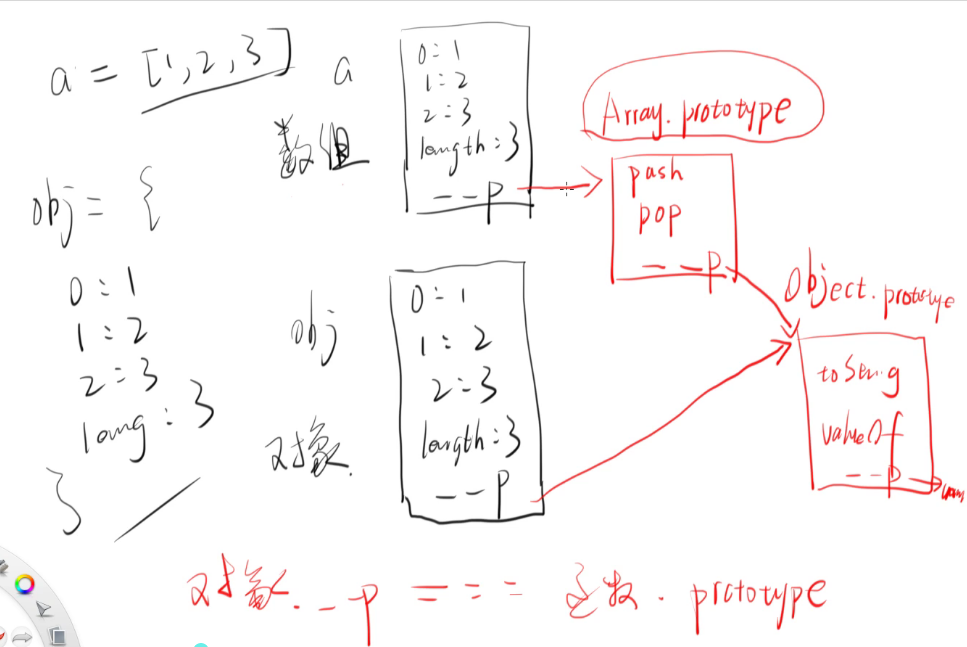 a = [1,2,3]
obj = {
0:1
1:2
2:3
long:3
}
a
数组
0:1
1:2
2:3
length:3
--p
Array.prototype
push
pop
--p
obj
对象.
0:1
1:2
2:3
length:3
--p
Object.prototype
valueOf
--p
对象.--p === 函数.prototype